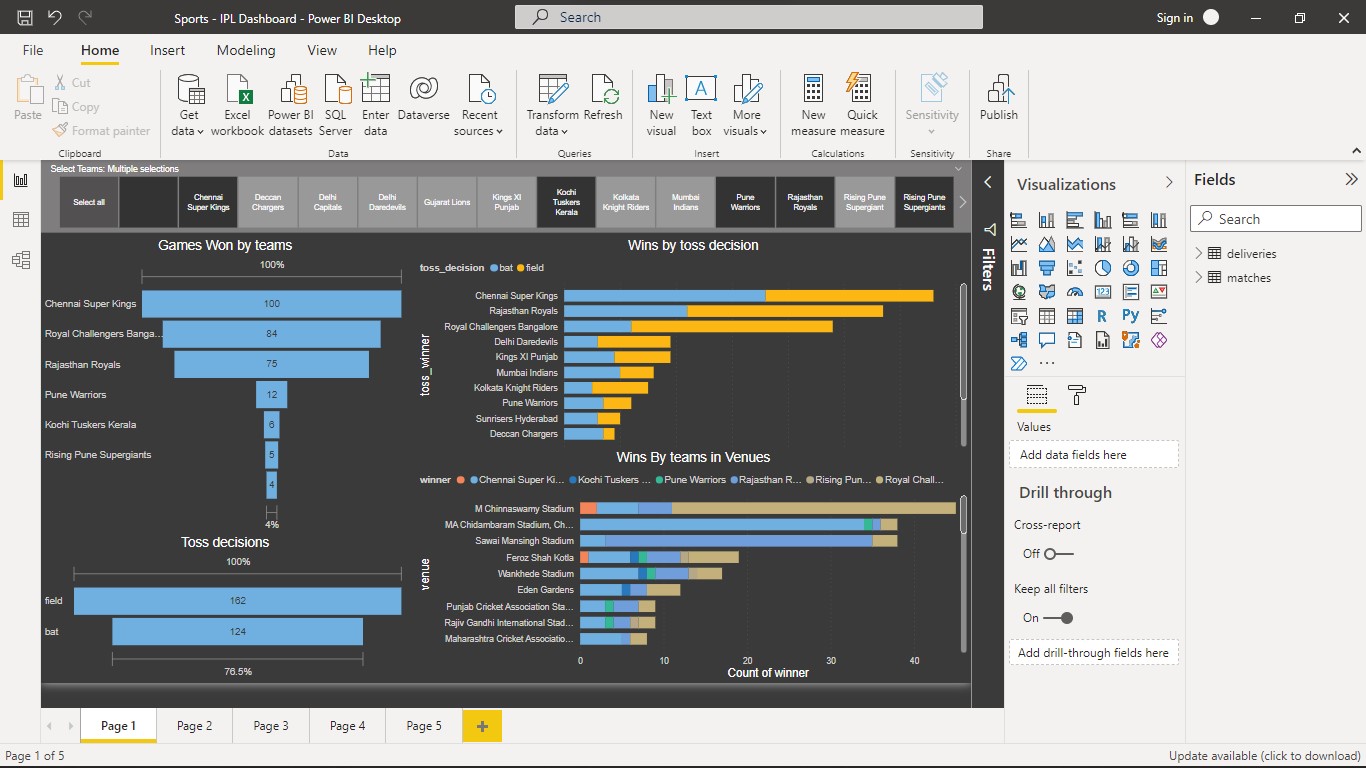 Sports - IPL Dashboard - Power BI Desktop
Search
Sign in
File Home Insert Modeling View Help
Paste
Cut
Copy
Format painter
Clipboard
Get data
Excel workbook
Power BI datasets
SQL Server
Enter data
Dataverse
Recent sources
Data
Transform data
Refresh
Queries
New visual
Text box
More visuals
Insert
New measure
Quick measure
Calculations
Sensitivity
Sensitivity
Publish
Share
Select Teams: Multiple selections
Select all
Chennai Super Kings
Deccan Chargers
Delhi Capitals
Delhi Daredevils
Gujarat Lions
Kings XI Punjab
Kochi Tuskers Kerala
Kolkata Knight Riders
Mumbai Indians
Pune Warriors
Rajasthan Royals
Rising Pune Supergiant
Rising Pune Supergiants
Games Won by teams
100%
Chennai Super Kings 100
Royal Challengers Banga... 84
Rajasthan Royals 75
Pune Warriors 12
Kochi Tuskers Kerala 6
Rising Pune Supergiants 5
4
4%
Toss decisions
100%
field 162
bat 124
76.5%
Wins by toss decision
toss_decision bat field
toss_winner
Chennai Super Kings
Rajasthan Royals
Royal Challengers Bangalore
Delhi Daredevils
Kings XI Punjab
Mumbai Indians
Kolkata Knight Riders
Pune Warriors
Sunrisers Hyderabad
Deccan Chargers
Wins By teams in Venues
winner Chennai Super Ki... Kochi Tuskers ... Pune Warriors Rajasthan R... Rising Pun... Royal Chall...
venue
M Chinnaswamy Stadium
MA Chidambaram Stadium, Ch...
Sawai Mansingh Stadium
Feroz Shah Kotla
Wankhede Stadium
Eden Gardens
Punjab Cricket Association Sta...
Rajiv Gandhi International Stad...
Maharashtra Cricket Associatio...
0 10 20 30 40
Count of winner
Filters
Visualizations
Values
Add data fields here
Drill through
Cross-report
Off
Keep all filters
On
Add drill-through fields here
Fields
Search
deliveries
matches
Page 1 Page 2 Page 3 Page 4 Page 5
Page 1 of 5
Update available (click to download)